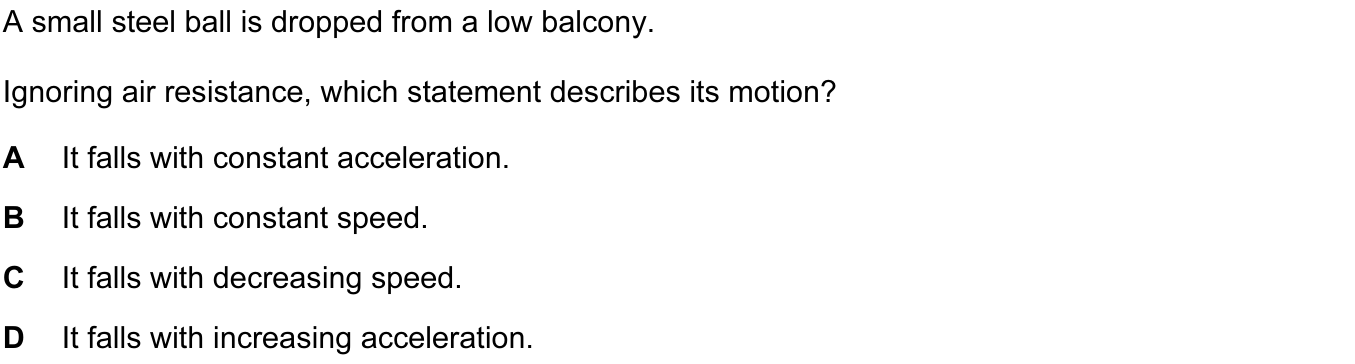 A small steel ball is dropped from a low balcony.
Ignoring air resistance, which statement describes its motion?
A It falls with constant acceleration.
B It falls with constant speed.
C It falls with decreasing speed.
D It falls with increasing acceleration.